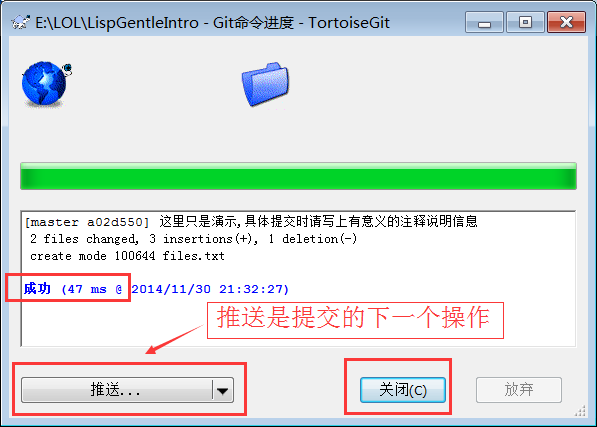 E:\LOL\LispGentleIntro - Git命令进度 - TortoiseGit
[master a02d550] 这里只是演示,具体提交时请写上有意义的注释说明信息
2 files changed, 3 insertions(+), 1 deletion(-)
create mode 100644 files.txt
成功 (47 ms @ 2014/11/30 21:32:27)
推送是提交的下一个操作
推送...
关闭(C)
放弃